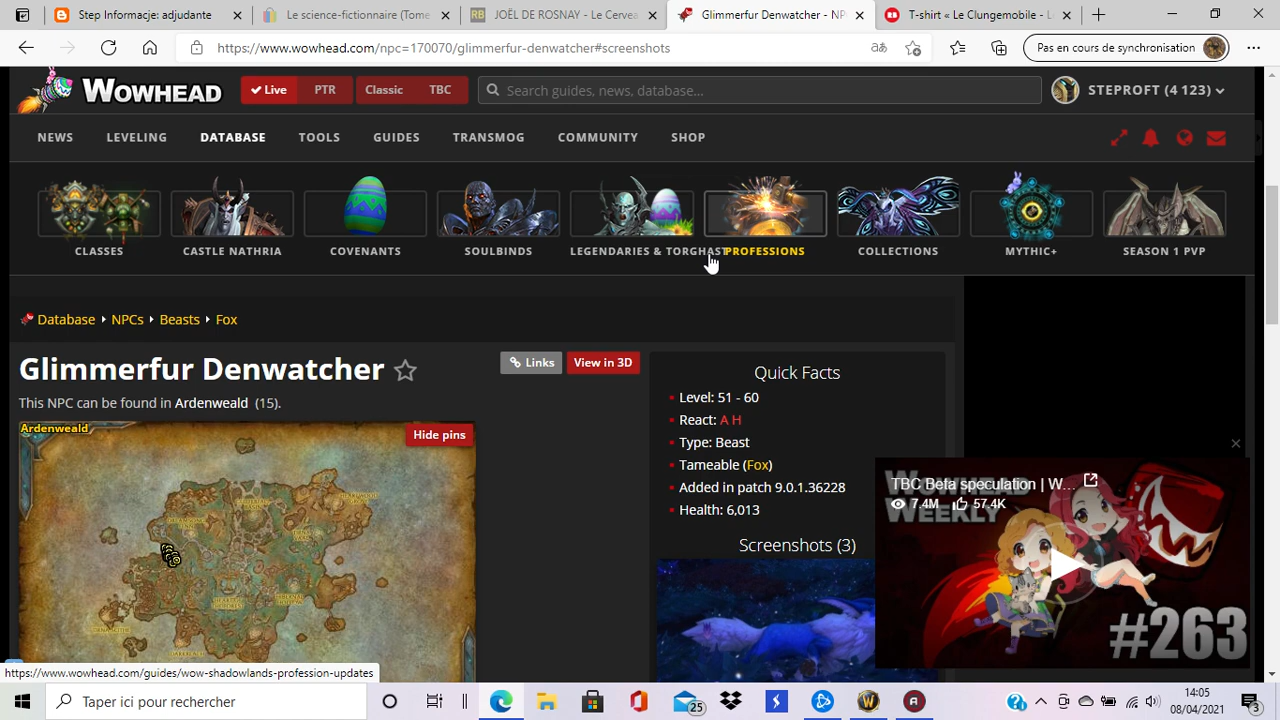 Step Informagic adjudante
Le science-fictionnaire (Tome
RB JOËL DE ROSNAY - Le Cervea
Glimmerfur Denwatcher - NPC
T-shirt « Le Clungemobile - Le
https://www.wowhead.com/npc=170070/glimmerfur-denwatcher#screenshots
Pas en cours de synchronisation
WOWHEAD
Live PTR Classic TBC
Search guides, news, database...
STEPROFT (4 123)
NEWS LEVELING DATABASE TOOLS GUIDES TRANSMOG COMMUNITY SHOP
CLASSES CASTLE NATHRIA COVENANTS SOULBINDS LEGENDARIES & TORGHAST PROFESSIONS COLLECTIONS MYTHIC+ SEASON 1 PVP
Database NPCs Beasts Fox
Glimmerfur Denwatcher
Links View in 3D
This NPC can be found in Ardenweald (15).
Ardenweald
Hide pins
Quick Facts
Level: 51 - 60
React: A H
Type: Beast
Tameable (Fox)
Added in patch 9.0.1.36228
Health: 6,013
Screenshots (3)
TBC Beta speculation | W...
7.4M 57.4K
WOWHEAD
WEEKLY
#263
https://www.wowhead.com/guides/wow-shadowlands-profession-updates
Taper ici pour rechercher
25
14:05
08/04/2021
3